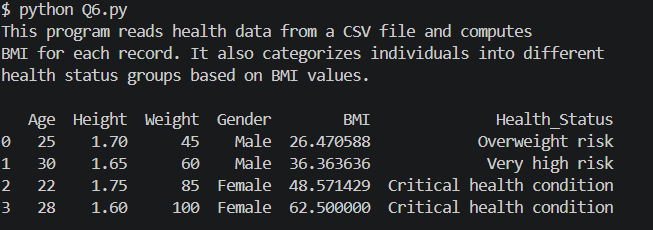 $ python Q6.py
This program reads health data from a CSV file and computes
BMI for each record. It also categorizes individuals into different
health status groups based on BMI values.
Age Height Weight Gender BMI Health_Status
0 25 1.70 45 Male 26.470588 Overweight risk
1 30 1.65 60 Male 36.363636 Very high risk
2 22 1.75 85 Female 48.571429 Critical health condition
3 28 1.60 100 Female 62.500000 Critical health condition